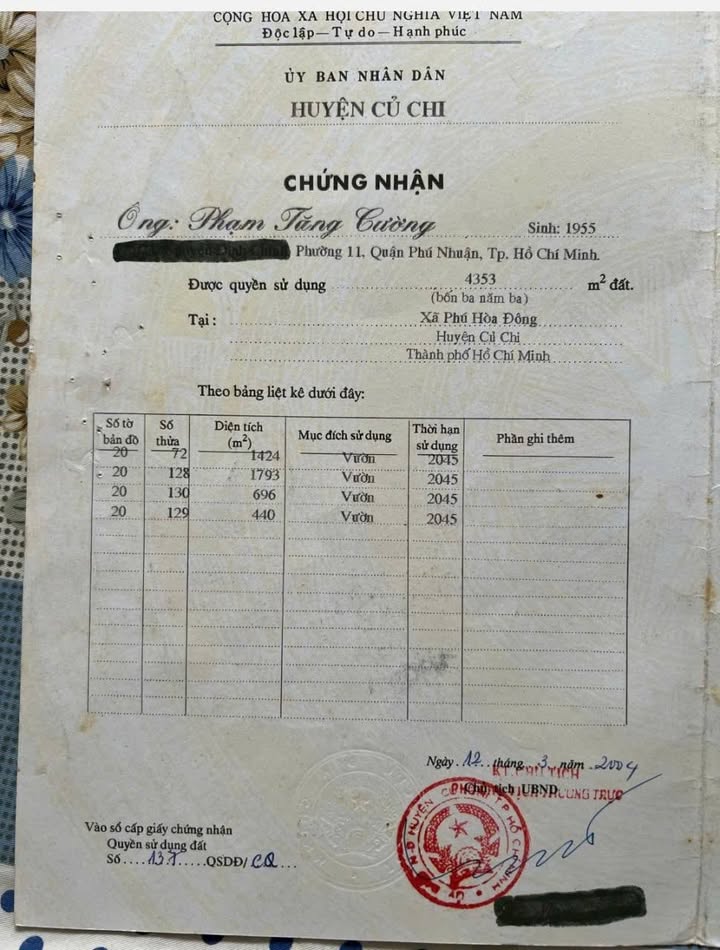 CỘNG HÒA XÃ HỘI CHỦ NGHĨA VIỆT NAM
Độc lập — Tự do — Hạnh phúc
ỦY BAN NHÂN DÂN
HUYỆN CỦ CHI
CHỨNG NHẬN
Ông: Phạm Tăng Cường Sinh: 1955
Phường 11, Quận Phú Nhuận, Tp. Hồ Chí Minh.
Được quyền sử dụng 4353 m² đất.
(bốn ba năm ba)
Tại : Xã Phú Hòa Đông
Huyện Củ Chi
Thành phố Hồ Chí Minh
Theo bảng liệt kê dưới đây:
Số tờ bản đồ Số thửa Diện tích (m²) Mục đích sử dụng Thời hạn sử dụng Phần ghi thêm
20 72 1424 Vườn 2045
20 128 1793 Vườn 2045
20 130 696 Vườn 2045
20 129 440 Vườn 2045
Ngày 12 tháng 3 năm 2004
KT.CHỦ TỊCH
Chủ tịch UBND
Vào sổ cấp giấy chứng nhận
Quyền sử dụng đất
Số 137 QSDĐ/ CQ